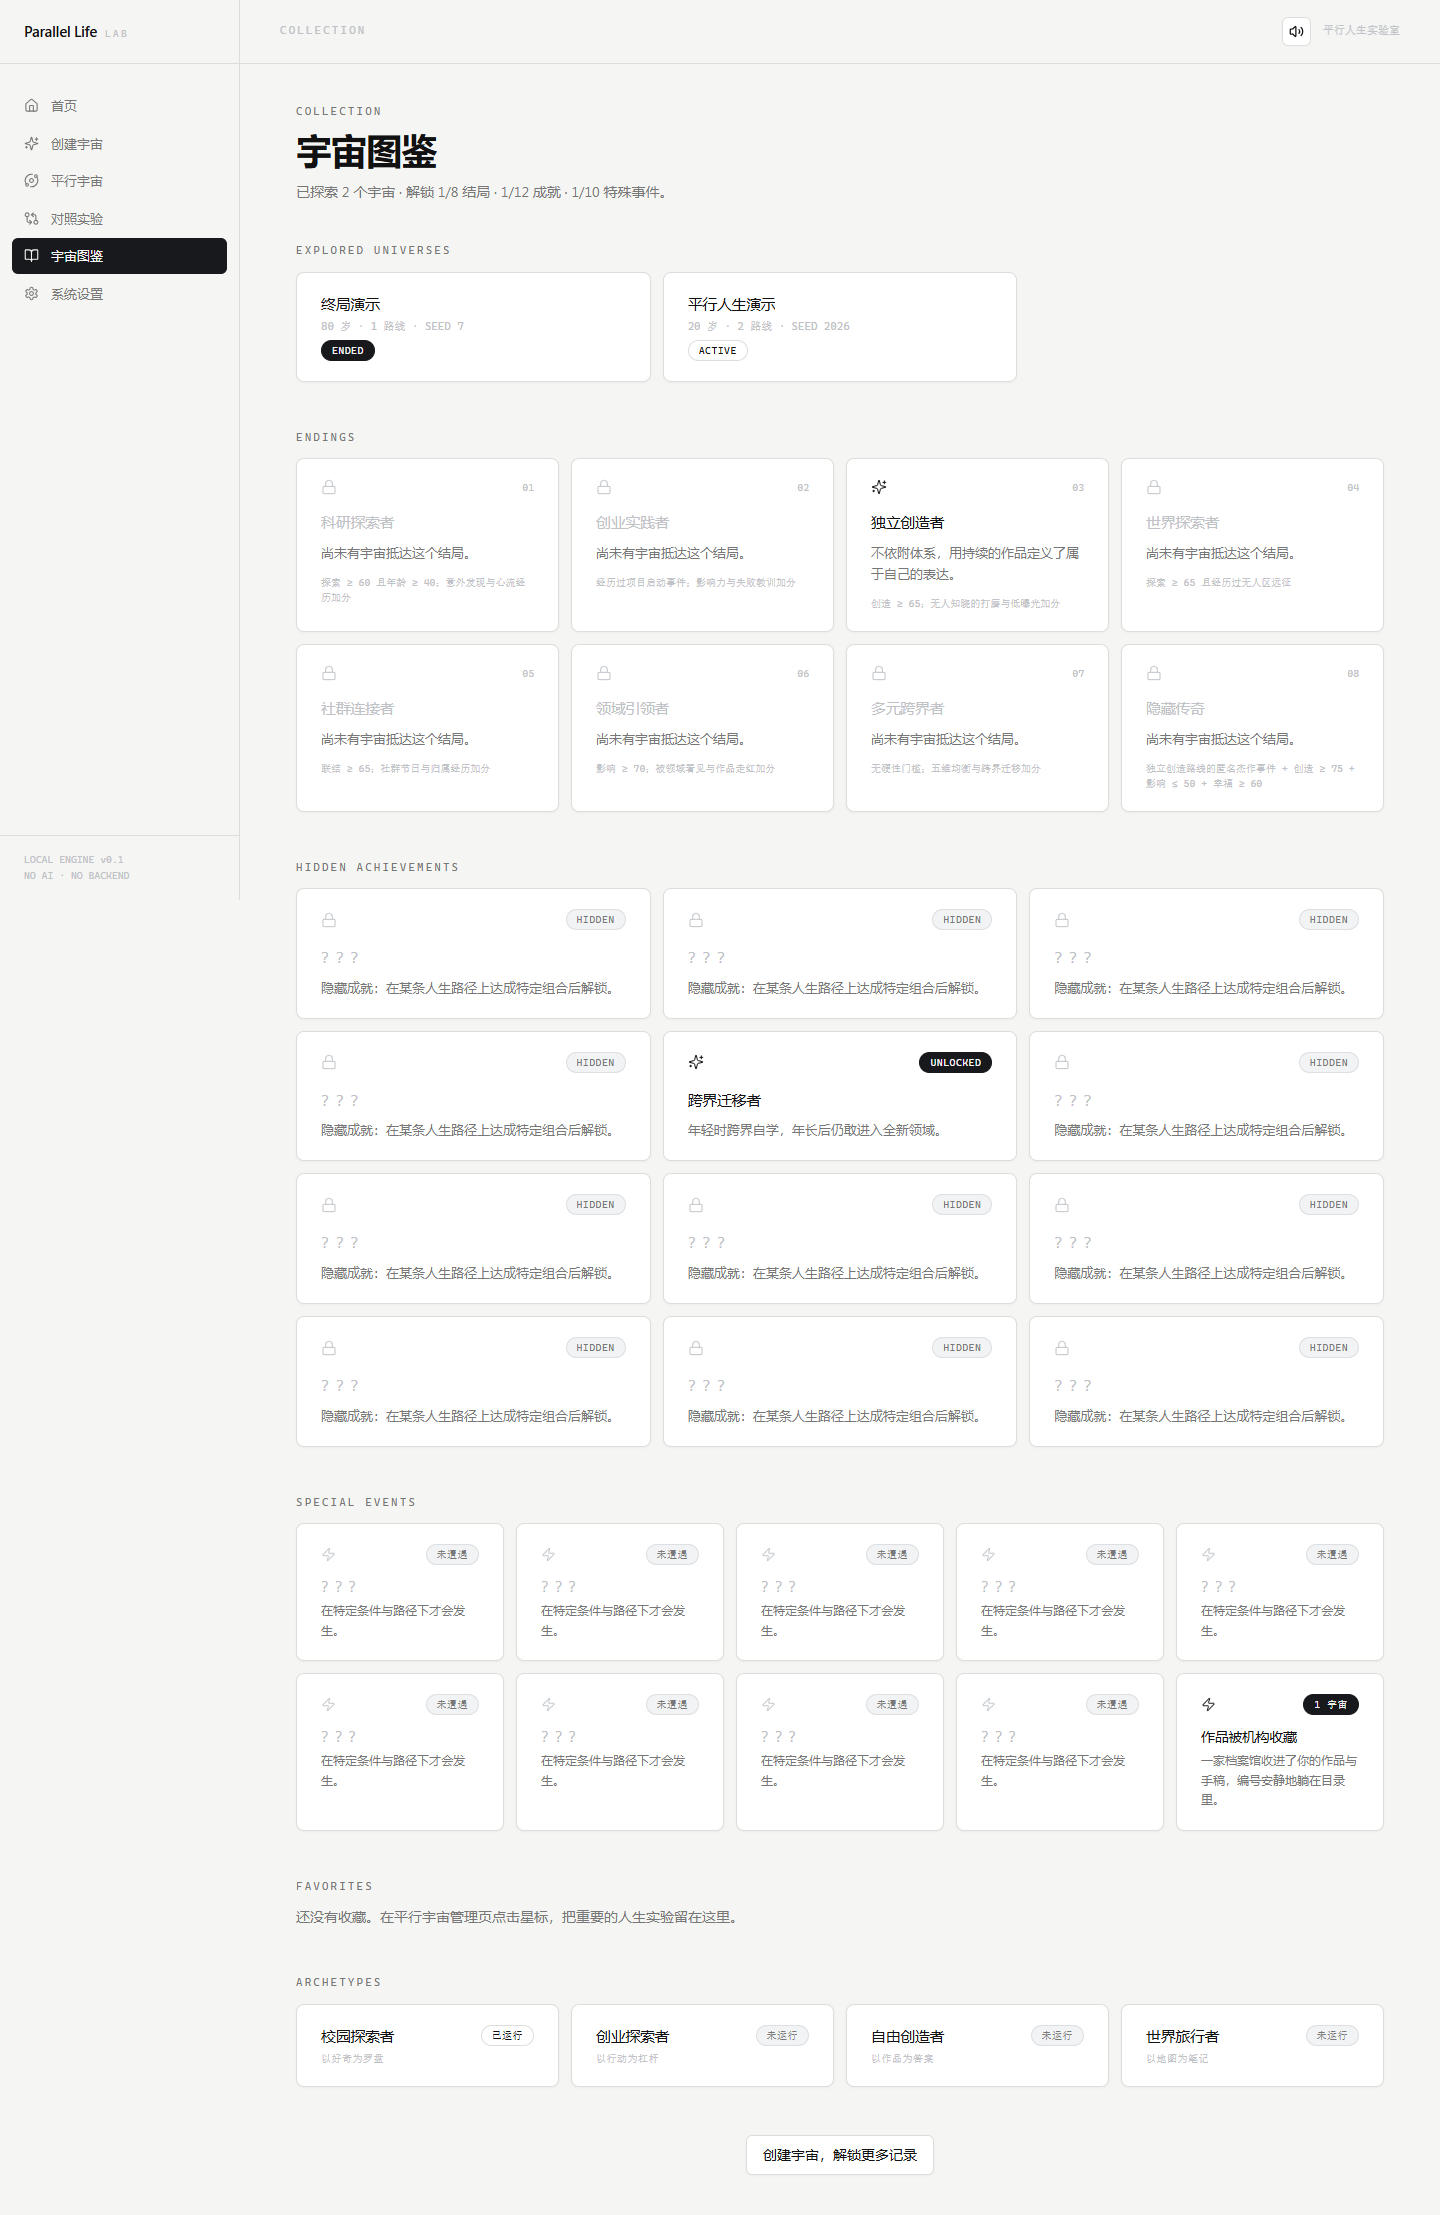 Parallel Life LAB
COLLECTION
平行人生实验室
首页
创建宇宙
平行宇宙
对照实验
宇宙图鉴
系统设置
LOCAL ENGINE v0.1
NO AI · NO BACKEND
COLLECTION
宇宙图鉴
已探索 2 个宇宙 · 解锁 1/8 结局 · 1/12 成就 · 1/10 特殊事件。
EXPLORED UNIVERSES
终局演示
80 岁 · 1 路线 · SEED 7
ENDED
平行人生演示
20 岁 · 2 路线 · SEED 2026
ACTIVE
ENDINGS
01
科研探索者
尚未有宇宙抵达这个结局。
探索 ≥ 60 且年龄 ≥ 40；意外发现与心流经
历加分
02
创业实践者
尚未有宇宙抵达这个结局。
经历过项目启动事件；影响力与失败教训加分
03
独立创造者
不依附体系，用持续的作品定义了属
于自己的表达。
创造 ≥ 65；无人知晓的打磨与低曝光加分
04
世界探索者
尚未有宇宙抵达这个结局。
探索 ≥ 65 且经历过无人区远征
05
社群连接者
尚未有宇宙抵达这个结局。
联结 ≥ 65；社群节日与归属经历加分
06
领域引领者
尚未有宇宙抵达这个结局。
影响 ≥ 70；被领域看见与作品走红加分
07
多元跨界者
尚未有宇宙抵达这个结局。
无硬性门槛；五维均衡与跨界迁移加分
08
隐藏传奇
尚未有宇宙抵达这个结局。
独立创造路线的匿名杰作事件 + 创造 ≥ 75 +
影响 ≤ 50 + 幸福 ≥ 60
HIDDEN ACHIEVEMENTS
HIDDEN
? ? ?
隐藏成就：在某条人生路径上达成特定组合后解锁。
HIDDEN
? ? ?
隐藏成就：在某条人生路径上达成特定组合后解锁。
HIDDEN
? ? ?
隐藏成就：在某条人生路径上达成特定组合后解锁。
HIDDEN
? ? ?
隐藏成就：在某条人生路径上达成特定组合后解锁。
UNLOCKED
跨界迁移者
年轻时跨界自学，年长后仍敢进入全新领域。
HIDDEN
? ? ?
隐藏成就：在某条人生路径上达成特定组合后解锁。
HIDDEN
? ? ?
隐藏成就：在某条人生路径上达成特定组合后解锁。
HIDDEN
? ? ?
隐藏成就：在某条人生路径上达成特定组合后解锁。
HIDDEN
? ? ?
隐藏成就：在某条人生路径上达成特定组合后解锁。
HIDDEN
? ? ?
隐藏成就：在某条人生路径上达成特定组合后解锁。
HIDDEN
? ? ?
隐藏成就：在某条人生路径上达成特定组合后解锁。
HIDDEN
? ? ?
隐藏成就：在某条人生路径上达成特定组合后解锁。
SPECIAL EVENTS
未遭遇
? ? ?
在特定条件与路径下才会发
生。
未遭遇
? ? ?
在特定条件与路径下才会发
生。
未遭遇
? ? ?
在特定条件与路径下才会发
生。
未遭遇
? ? ?
在特定条件与路径下才会发
生。
未遭遇
? ? ?
在特定条件与路径下才会发
生。
未遭遇
? ? ?
在特定条件与路径下才会发
生。
未遭遇
? ? ?
在特定条件与路径下才会发
生。
未遭遇
? ? ?
在特定条件与路径下才会发
生。
未遭遇
? ? ?
在特定条件与路径下才会发
生。
1 宇宙
作品被机构收藏
一家档案馆收进了你的作品与
手稿，编号安静地躺在目录
里。
FAVORITES
还没有收藏。在平行宇宙管理页点击星标，把重要的人生实验留在这里。
ARCHETYPES
校园探索者
已运行
以好奇为罗盘
创业探索者
未运行
以行动为杠杆
自由创造者
未运行
以作品为答案
世界旅行者
未运行
以地图为笔记
创建宇宙，解锁更多记录